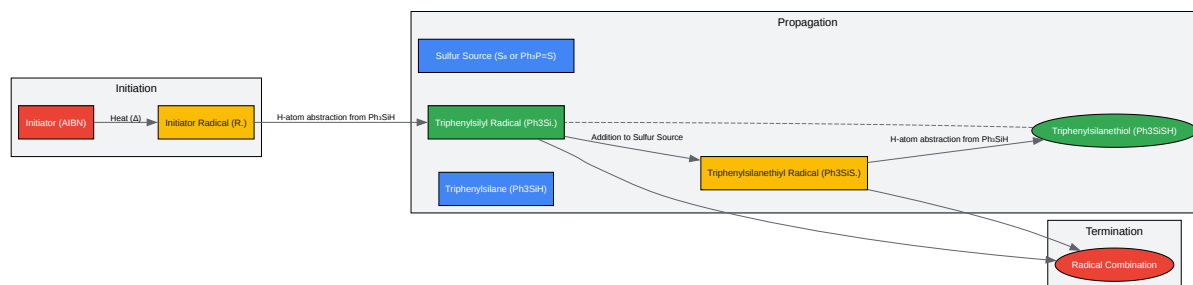 Propagation
Sulfur Source (S₈ or Ph₃P=S)
Initiation
Initiator (AIBN)
Heat (Δ)
Initiator Radical (R.)
H-atom abstraction from Ph₃SiH
Triphenylsilyl Radical (Ph3Si.)
Addition to Sulfur Source
H-atom abstraction from Ph₃SiH
Triphenylsilanethiol (Ph3SiSH)
Triphenylsilanethiyl Radical (Ph3SiS.)
Triphenylsilane (Ph3SiH)
Termination
Radical Combination